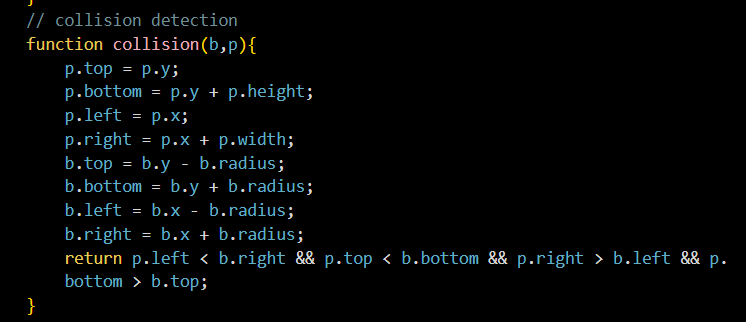 }
// collision detection
function collision(b,p){
    p.top = p.y;
    p.bottom = p.y + p.height;
    p.left = p.x;
    p.right = p.x + p.width;
    b.top = b.y - b.radius;
    b.bottom = b.y + b.radius;
    b.left = b.x - b.radius;
    b.right = b.x + b.radius;
    return p.left < b.right && p.top < b.bottom && p.right > b.left && p.
    bottom > b.top;
}